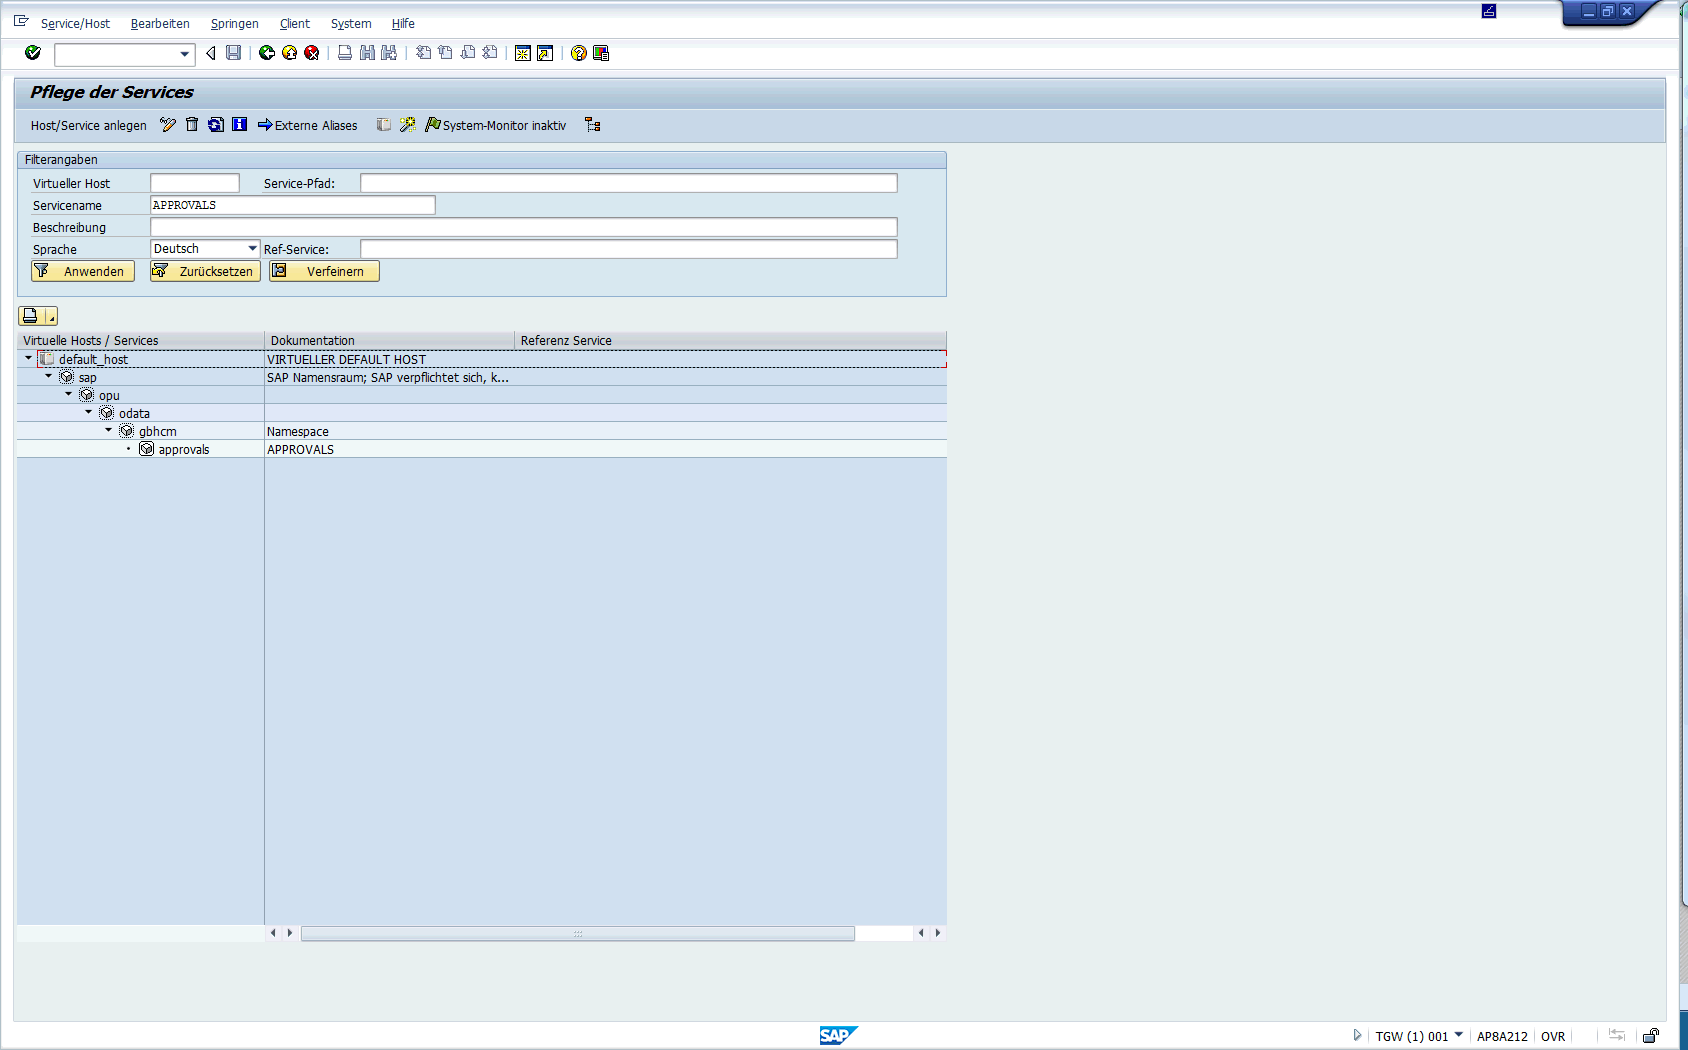 Service/Host Bearbeiten Springen Client System Hilfe
Pflege der Services
Host/Service anlegen Externe Aliases System-Monitor inaktiv
Filterangaben
Virtueller Host Service-Pfad:
Servicename APPROVALS
Beschreibung
Sprache Deutsch Ref-Service:
Anwenden Zurücksetzen Verfeinern
Virtuelle Hosts / Services Dokumentation Referenz Service
default_host VIRTUELLER DEFAULT HOST
sap SAP Namensraum; SAP verpflichtet sich, k...
opu
odata
gbhcm Namespace
approvals APPROVALS
SAP TGW (1) 001 AP8A212 OVR